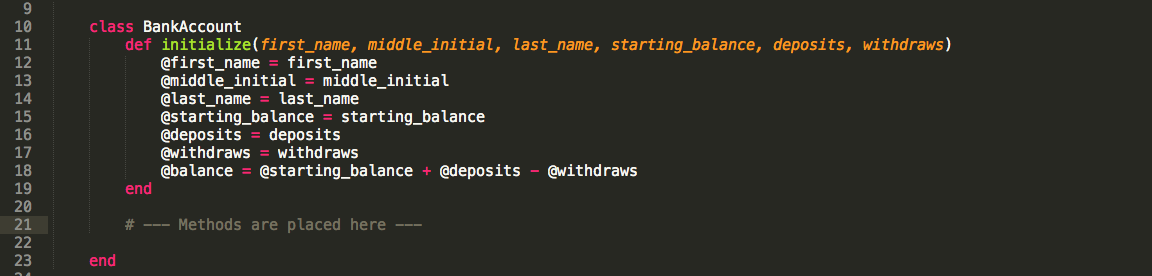 9
10 class BankAccount
11 def initialize(first_name, middle_initial, last_name, starting_balance, deposits, withdraws)
12 @first_name = first_name
13 @middle_initial = middle_initial
14 @last_name = last_name
15 @starting_balance = starting_balance
16 @deposits = deposits
17 @withdraws = withdraws
18 @balance = @starting_balance + @deposits - @withdraws
19 end
20
21 # --- Methods are placed here ---
22
23 end